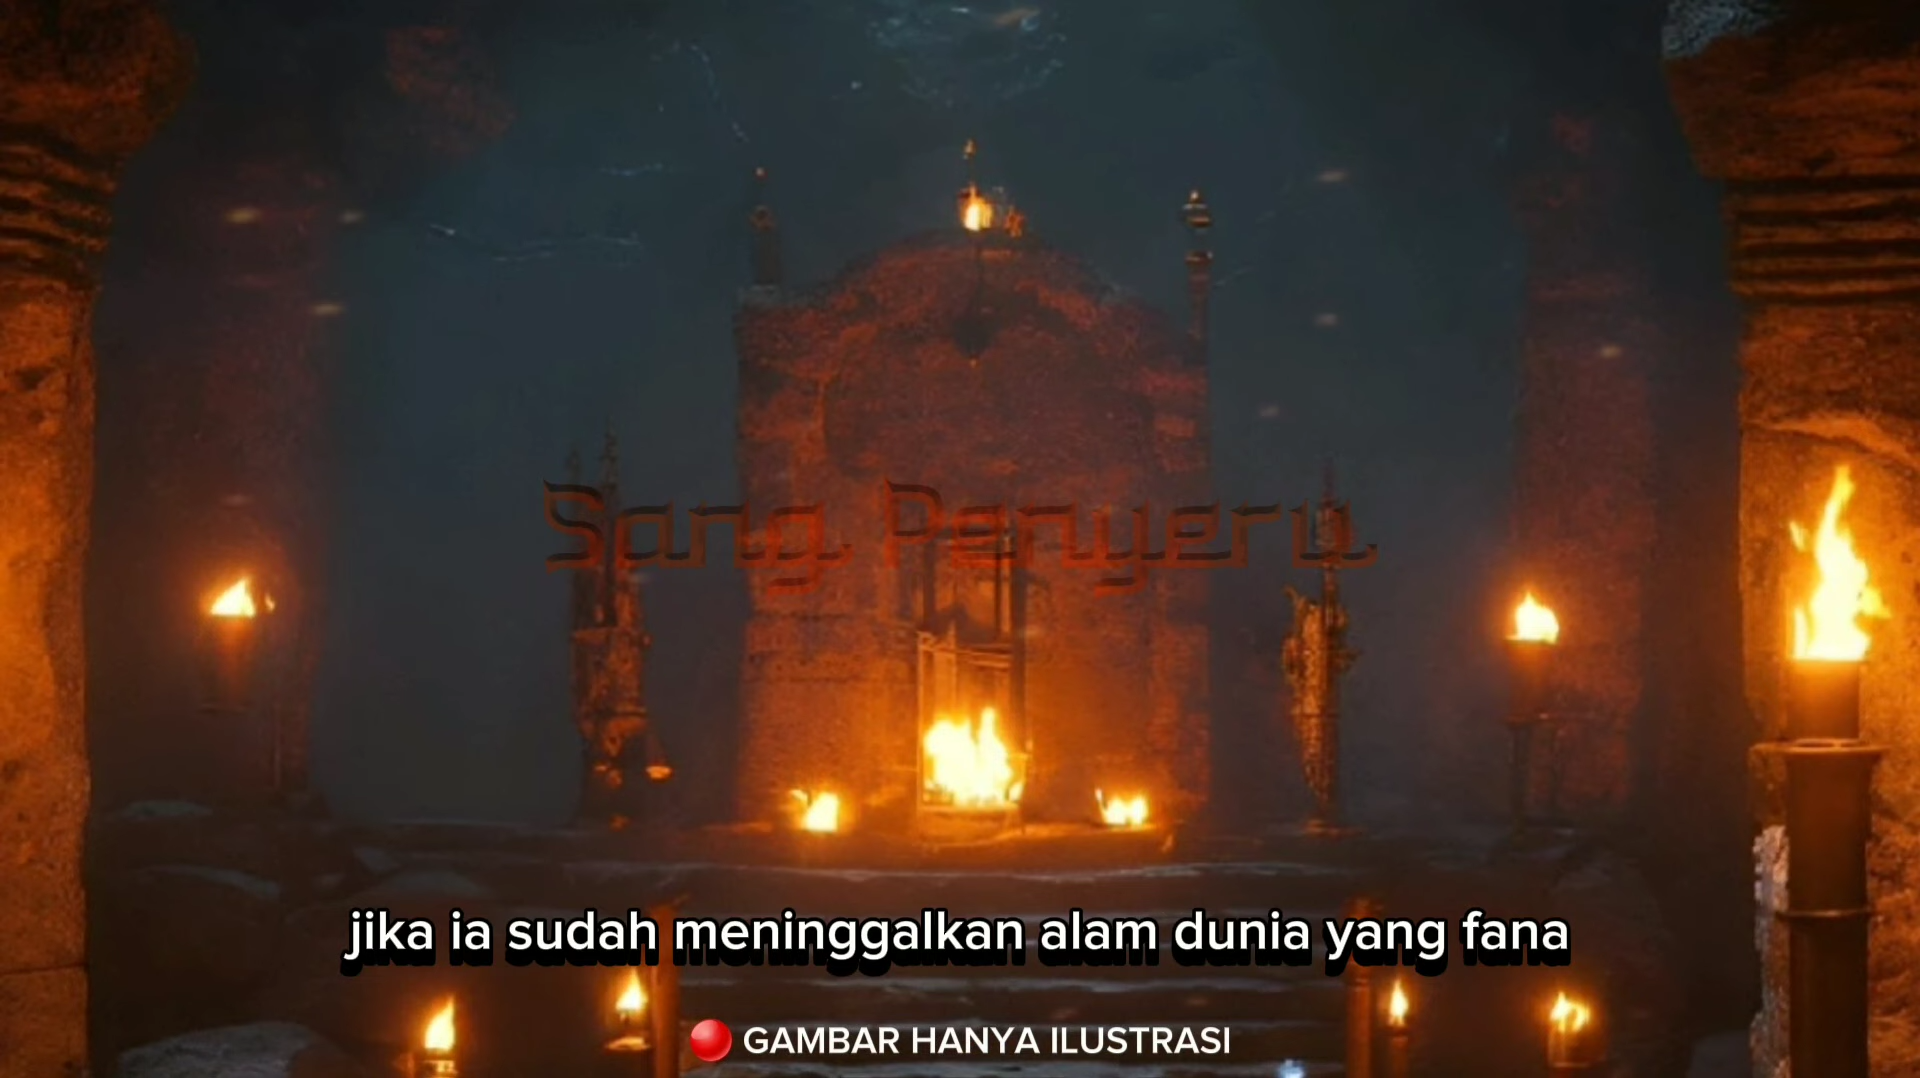 Sang Penyeru
jika ia sudah meninggalkan alam dunia yang fana
GAMBAR HANYA ILUSTRASI